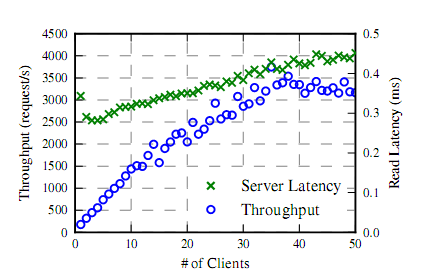 4500
4000
3500
3000
2500
2000
1500
1000
500
0
Throughput (requests/s)
0.5
0.4
0.3
0.2
0.1
0.0
Read Latency (ms)
Server Latency
Throughput
0 10 20 30 40 50
# of Clients